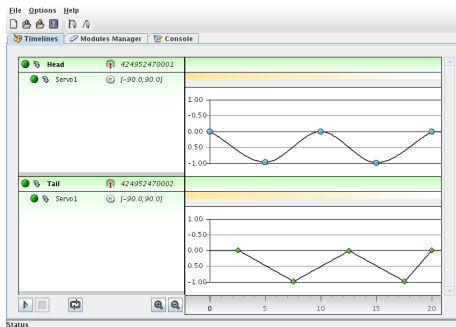 File Options Help
Timelines Modules Manager Console
Head 424952470001
Servo1 [-90.0;90.0]
1.00
-0.50
0.00
0.50
-1.00
Tail 424952470002
Servo1 [-90.0;90.0]
1.00
-0.50
0.00
0.50
-1.00
0 5 10 15 20
Status